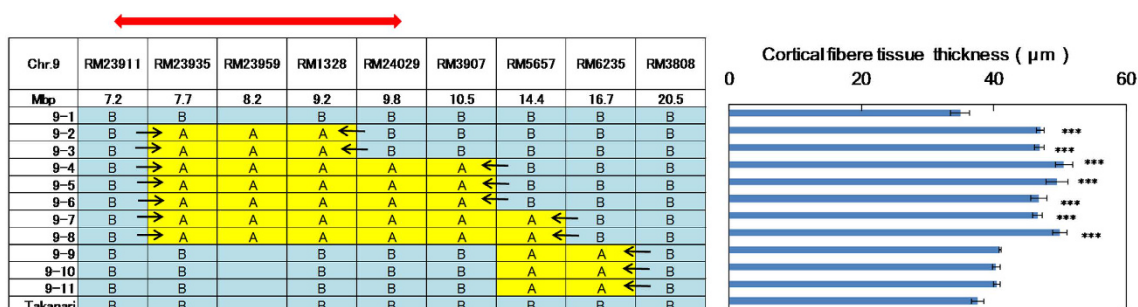 Chr.9 RM23911 RM23935 RM23959 RM1328 RM24029 RM3907 RM5657 RM6235 RM3808
Mbp 7.2 7.7 8.2 9.2 9.8 10.5 14.4 16.7 20.5
9-1 B B B B B B B B
9-2 B A A A B B B B B
9-3 B A A A B B B B B
9-4 B A A A A A B B B
9-5 B A A A A A B B B
9-6 B A A A A A B B B
9-7 B A A A A A A B B
9-8 B A A A A A A B B
9-9 B B B B B A A B
9-10 B B B B B A A B
9-11 B B B B B A A B
Takanari B B B B B B B B
Cortical fibere tissue thickness ( μm )
0 20 40 60
***
***
***
***
***
***
***